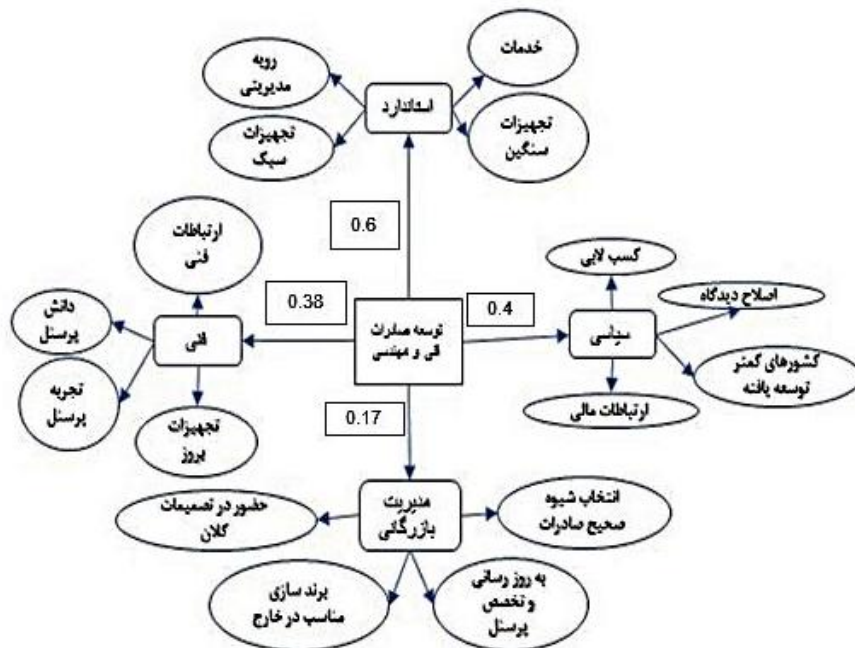 رویه
مدیریتی
خدمات
استاندارد
تجهیزات
سبک
تجهیزات
سنگین
0.6
ارتباطات
فنی
کسب لابی
اصلاح دیدگاه
0.38
توسعه صادرات
فنی و مهندسی
0.4
دانش
پرسنل
فنی
سیاسی
کشورهای کمتر
توسعه یافته
تجربه
پرسنل
تجهیزات
بروز
ارتباطات مالی
0.17
حضور در تصمیمات
کلان
مدیریت
بازرگانی
انتخاب شیوه
صحیح صادرات
برند سازی
مناسب در خارج
به روز رسانی
و تخصص
پرسنل